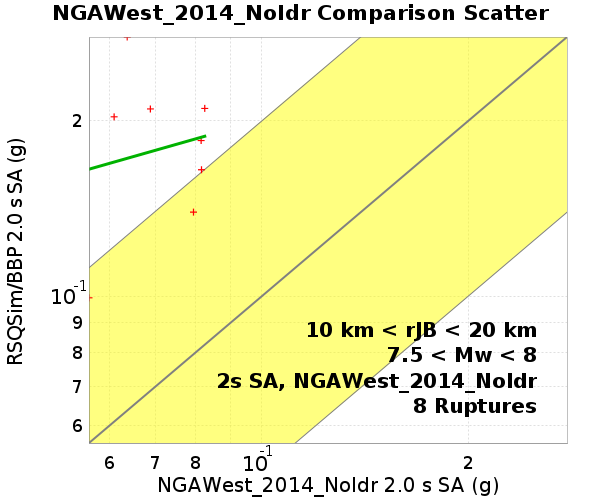 NGAWest_2014_NoIdr Comparison Scatter
RSQSim/BBP 2.0 s SA (g)
2
10-1
9
8
7
6
10 km < rJB < 20 km
7.5 < Mw < 8
2s SA, NGAWest_2014_NoIdr
8 Ruptures
6 7 8 10-1 2
NGAWest_2014_NoIdr 2.0 s SA (g)